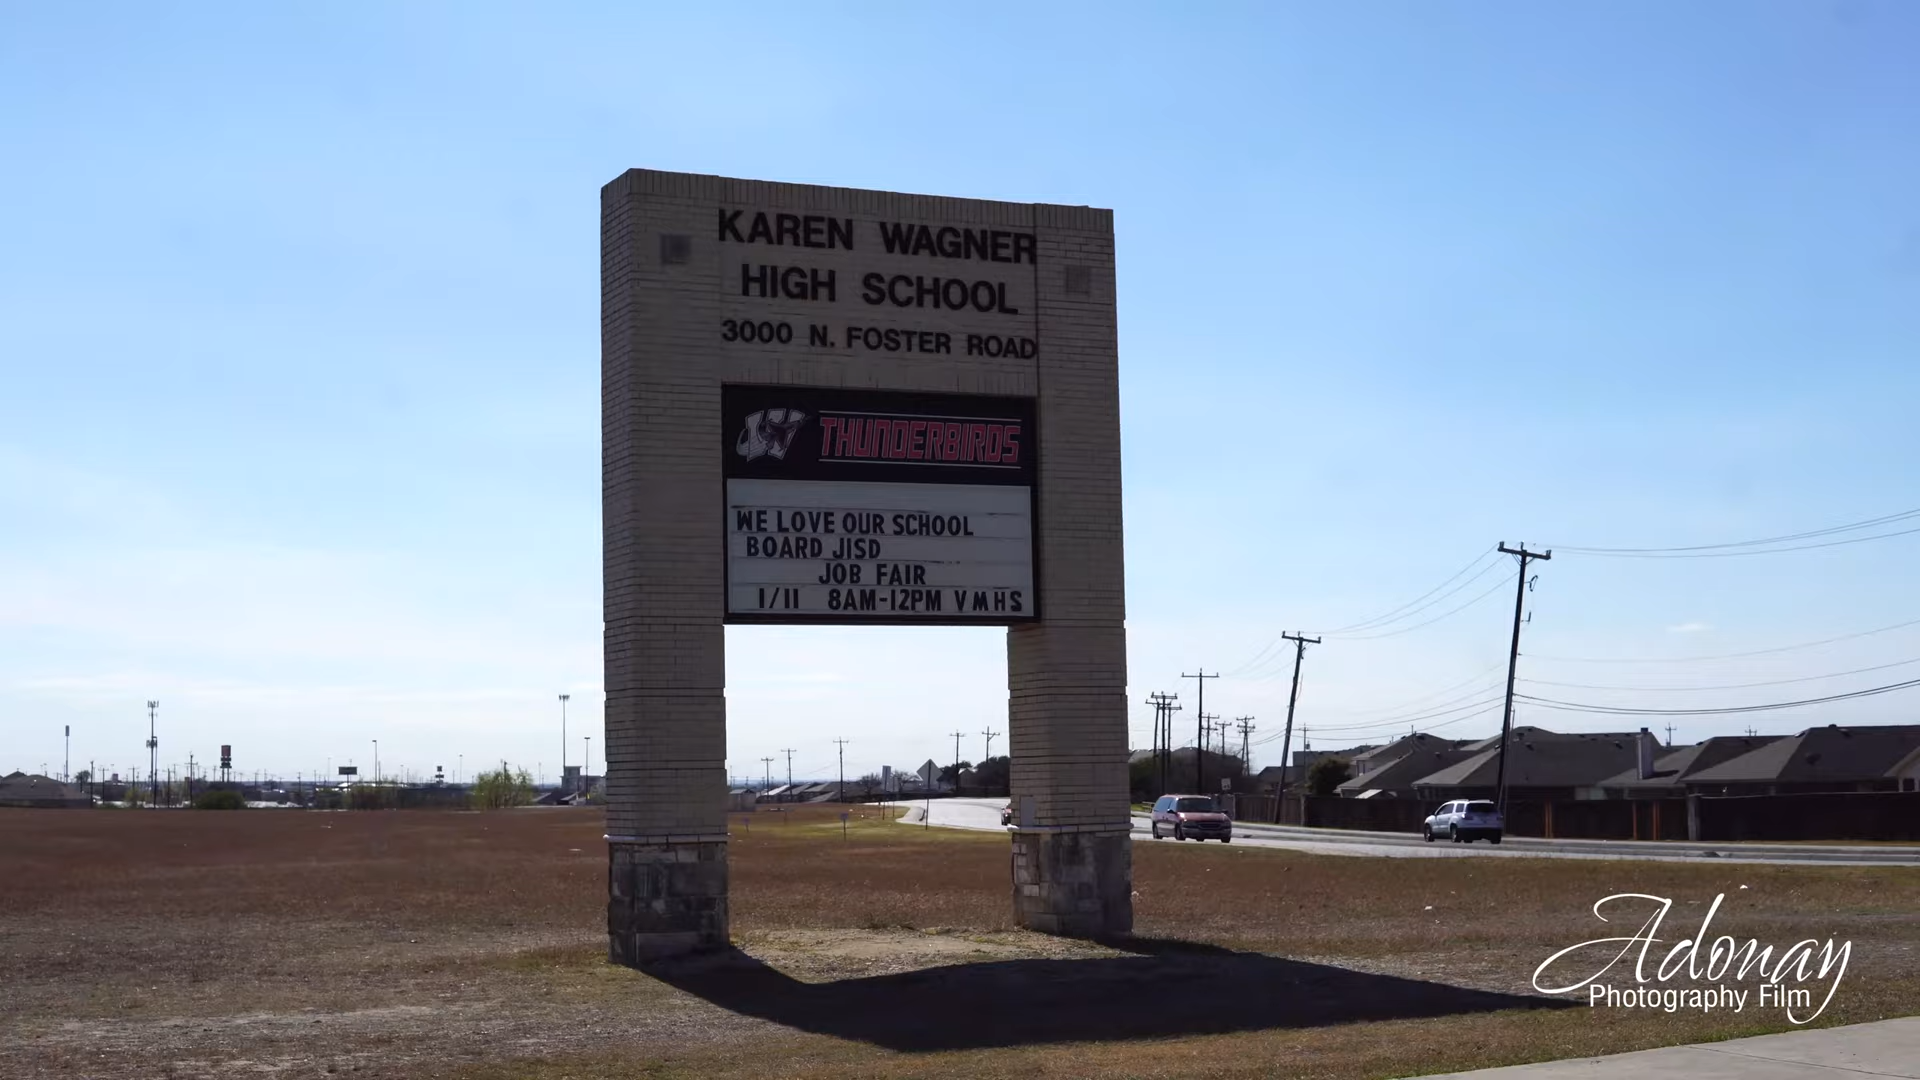 KAREN WAGNER
HIGH SCHOOL
3000 N. FOSTER ROAD
W THUNDERBIRDS
WE LOVE OUR SCHOOL
BOARD JISD
JOB FAIR
1/11 8AM-12PM VMHS
Adonay
Photography Film